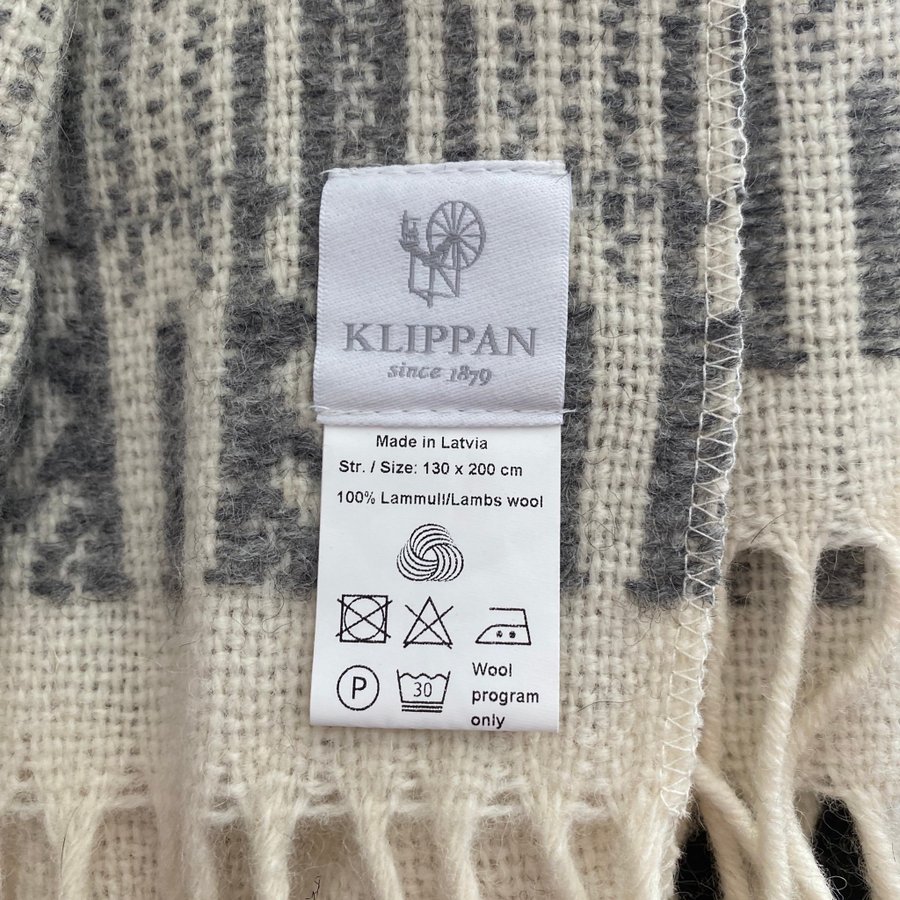 KLIPPAN
since 1879
Made in Latvia
Str. / Size: 130 x 200 cm
100% Lammull/Lambs wool
P
30
Wool
program
only